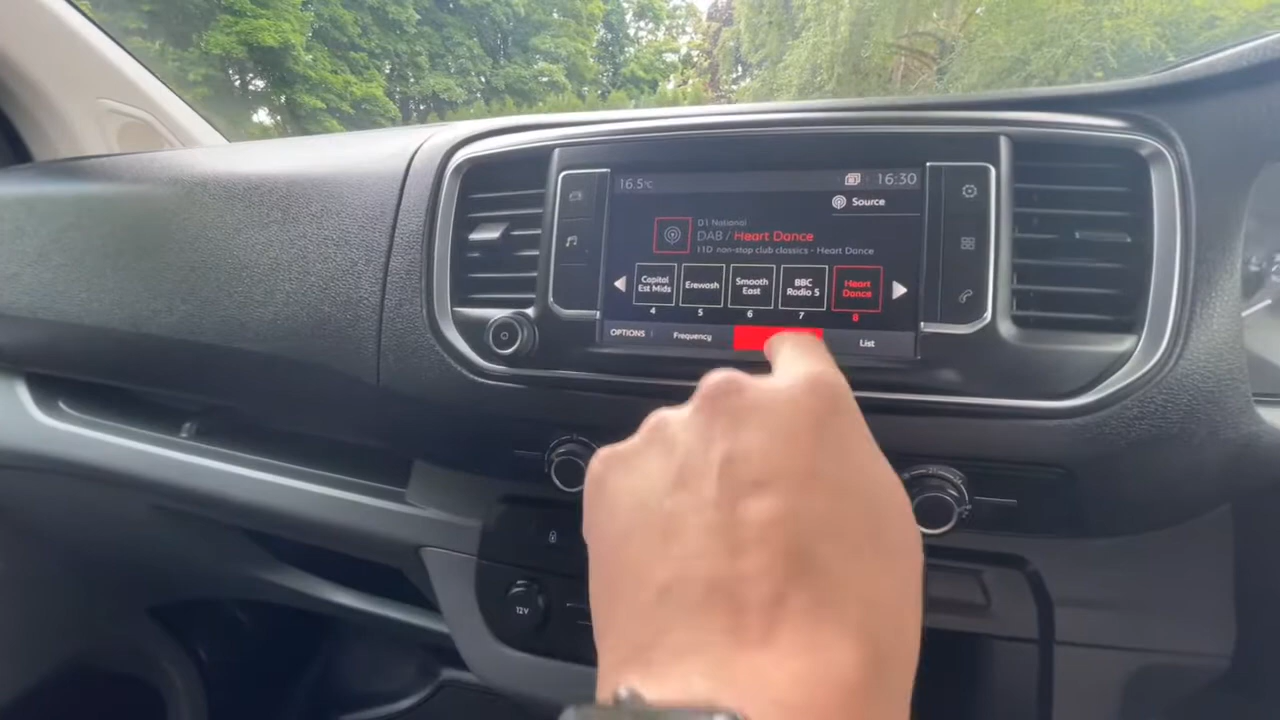 16.5°C
16:30
Source
D1 National
DAB / Heart Dance
11D non-stop club classics - Heart Dance
Capital Est Mids
Erewash
Smooth East
BBC Radio 5
Heart Dance
4
5
6
7
8
OPTIONS
Frequency
List
12V